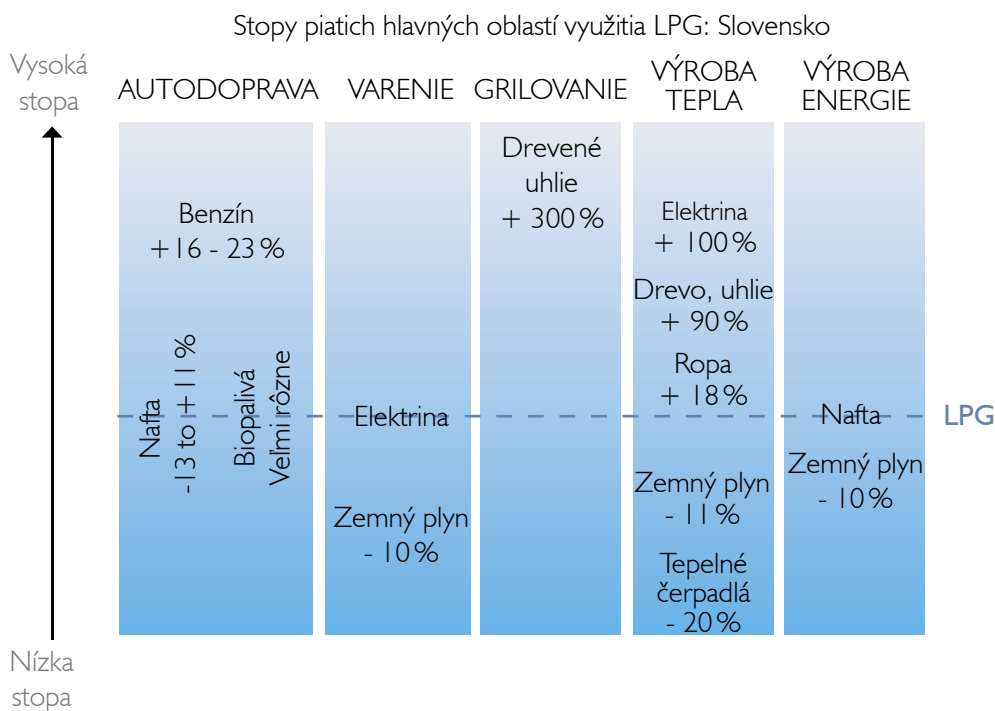 Stopy piatich hlavných oblastí využitia LPG: Slovensko
Vysoká
stopa
AUTODOPRAVA
VARENIE
GRILOVANIE
VÝROBA
TEPLA
VÝROBA
ENERGIE
Benzín
+16 - 23 %
Nafta
-13 to + 11 %
Biopalivá
Veľmi rôzne
Elektrina
Zemný plyn
- 10 %
Drevené
uhlie
+ 300 %
Elektrina
+ 100 %
Drevo, uhlie
+ 90 %
Ropa
+ 18 %
Zemný plyn
- 11 %
Tepelné
čerpadlá
- 20 %
Nafta
Zemný plyn
- 10 %
LPG
Nízka
stopa